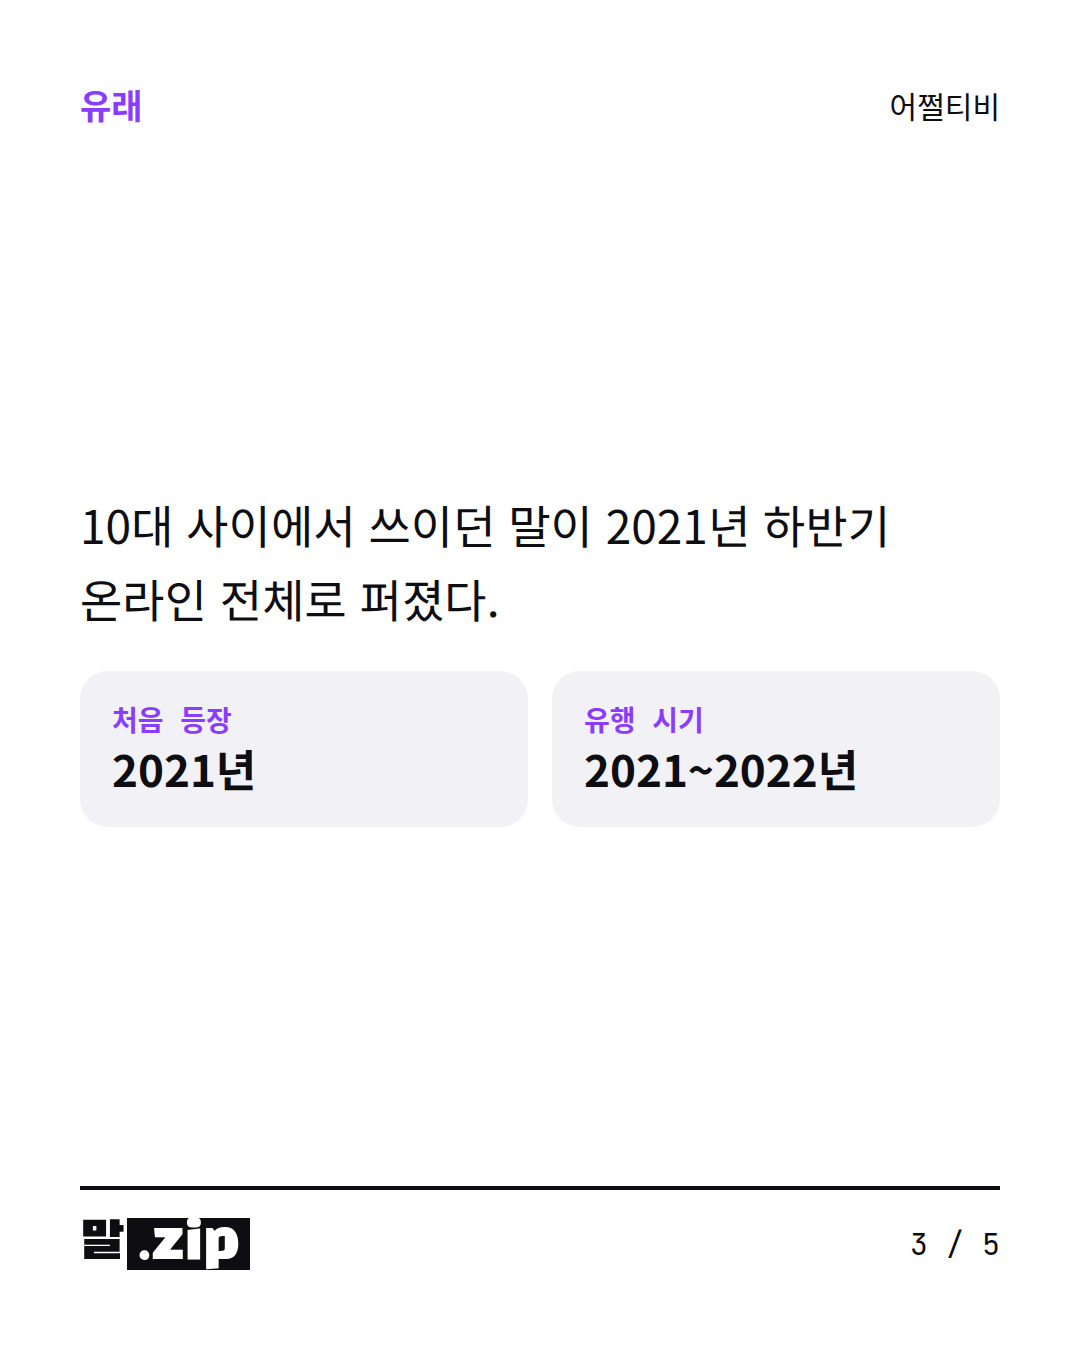 유래
어쩔티비
10대 사이에서 쓰이던 말이 2021년 하반기
온라인 전체로 퍼졌다.
처음 등장
2021년
유행 시기
2021~2022년
말.zip
3 / 5